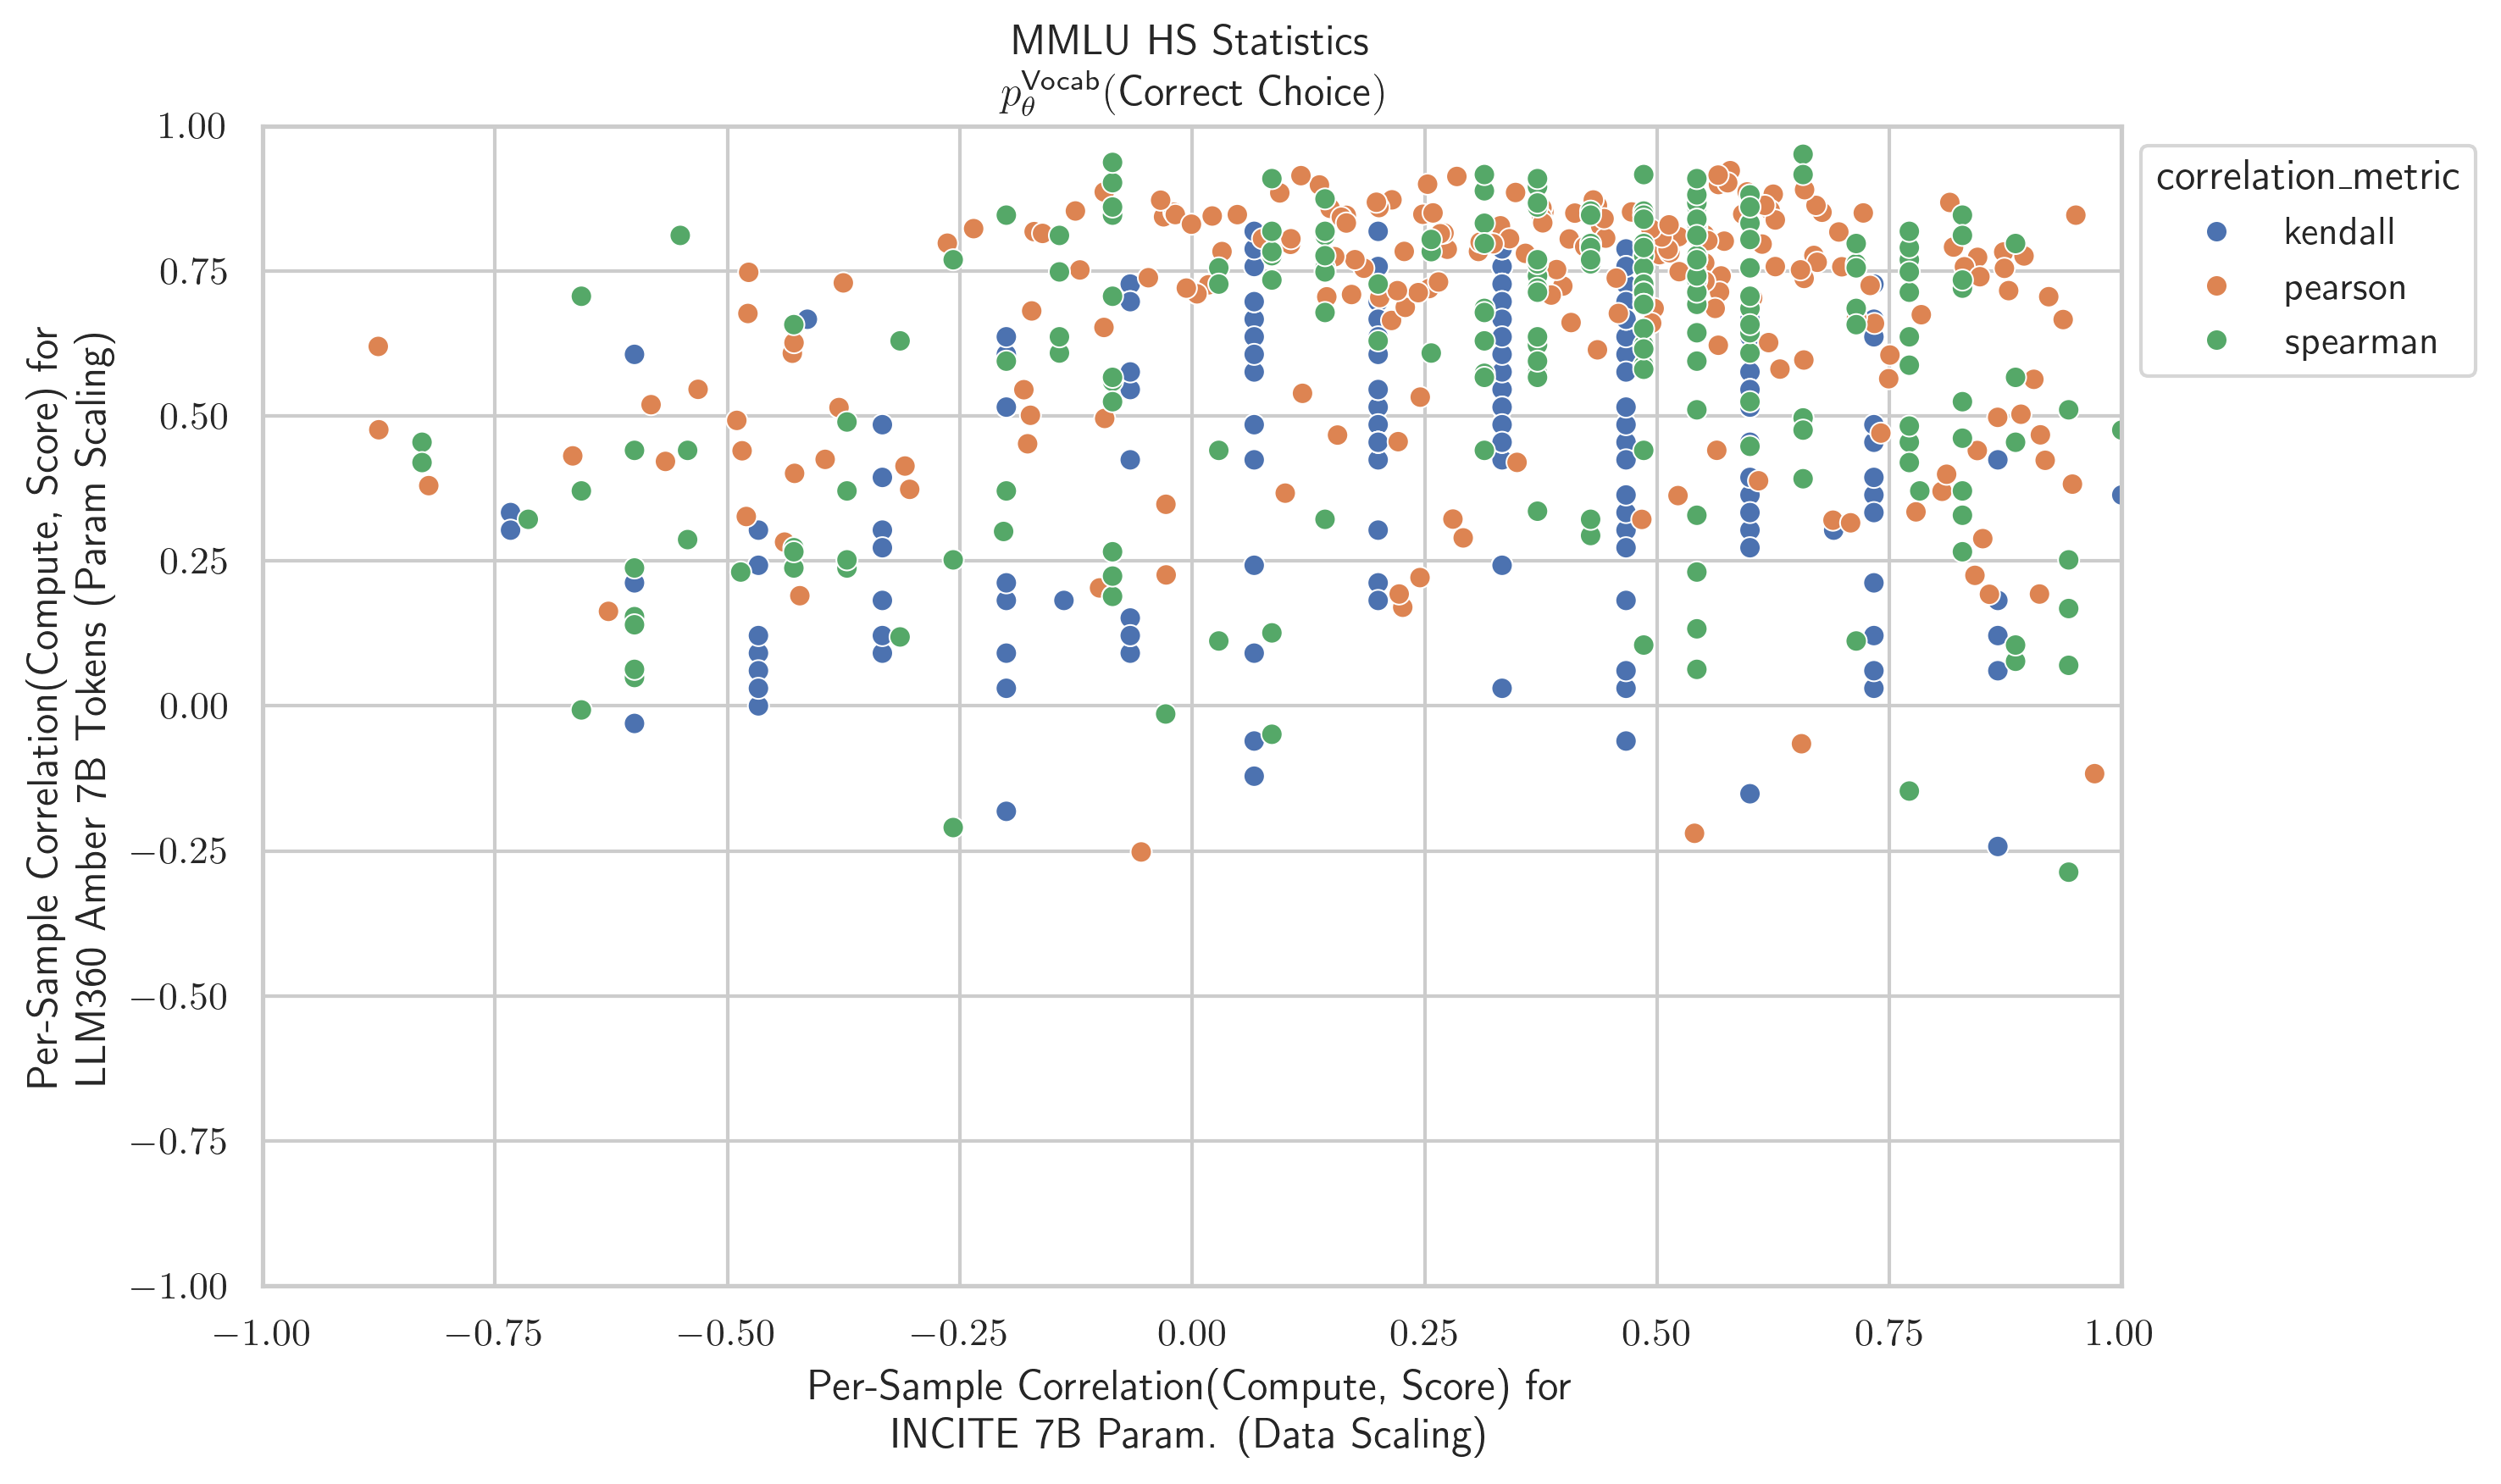 MMLU HS Statistics
p_θ^Vocab(Correct Choice)
1.00
0.75
0.50
0.25
0.00
−0.25
−0.50
−0.75
−1.00
Per-Sample Correlation(Compute, Score) for
LLM360 Amber 7B Tokens (Param Scaling)
−1.00 −0.75 −0.50 −0.25 0.00 0.25 0.50 0.75 1.00
Per-Sample Correlation(Compute, Score) for
INCITE 7B Param. (Data Scaling)
correlation_metric
kendall
pearson
spearman